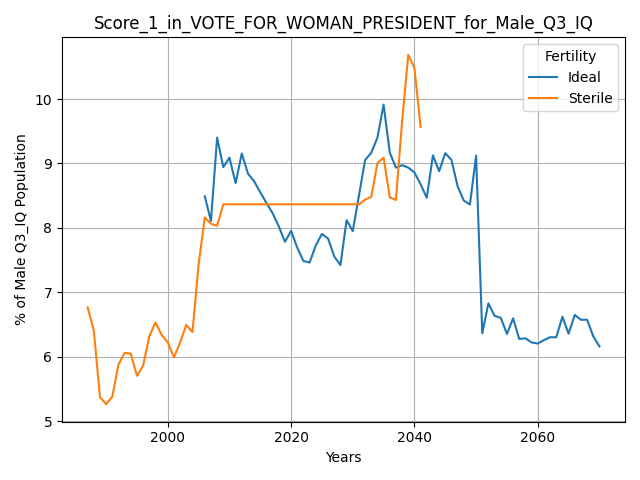 Score_1_in_VOTE_FOR_WOMAN_PRESIDENT_for_Male_Q3_IQ
Fertility
Ideal
Sterile
% of Male Q3_IQ Population
10
9
8
7
6
5
2000
2020
2040
2060
Years